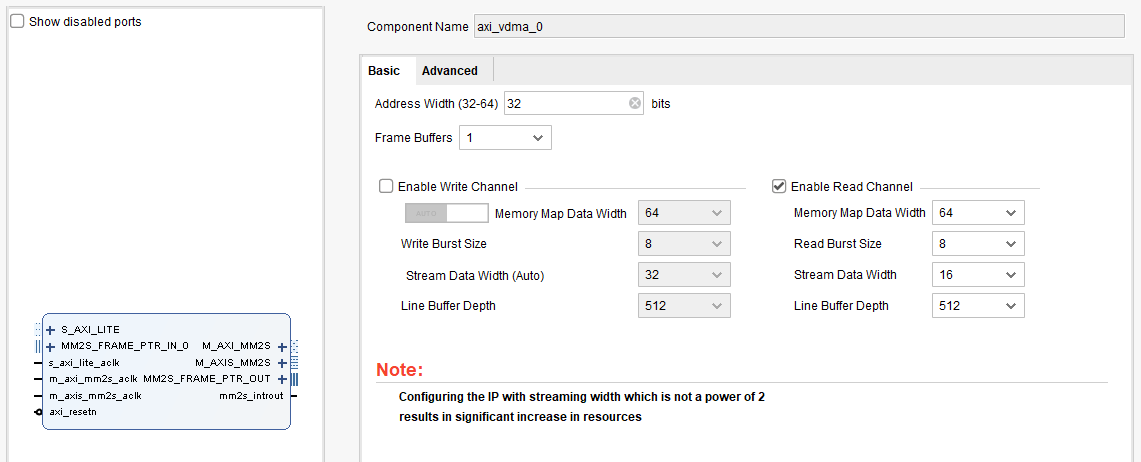 Show disabled ports
Component Name axi_vdma_0
Basic Advanced
Address Width (32-64) 32 bits
Frame Buffers 1
Enable Write Channel Enable Read Channel
AUTO Memory Map Data Width 64 Memory Map Data Width 64
Write Burst Size 8 Read Burst Size 8
Stream Data Width (Auto) 32 Stream Data Width 16
Line Buffer Depth 512 Line Buffer Depth 512
S_AXI_LITE
MM2S_FRAME_PTR_IN_0 M_AXI_MM2S
s_axi_lite_aclk M_AXIS_MM2S
m_axi_mm2s_aclk MM2S_FRAME_PTR_OUT
m_axis_mm2s_aclk mm2s_introut
axi_resetn
Note:
Configuring the IP with streaming width which is not a power of 2
results in significant increase in resources